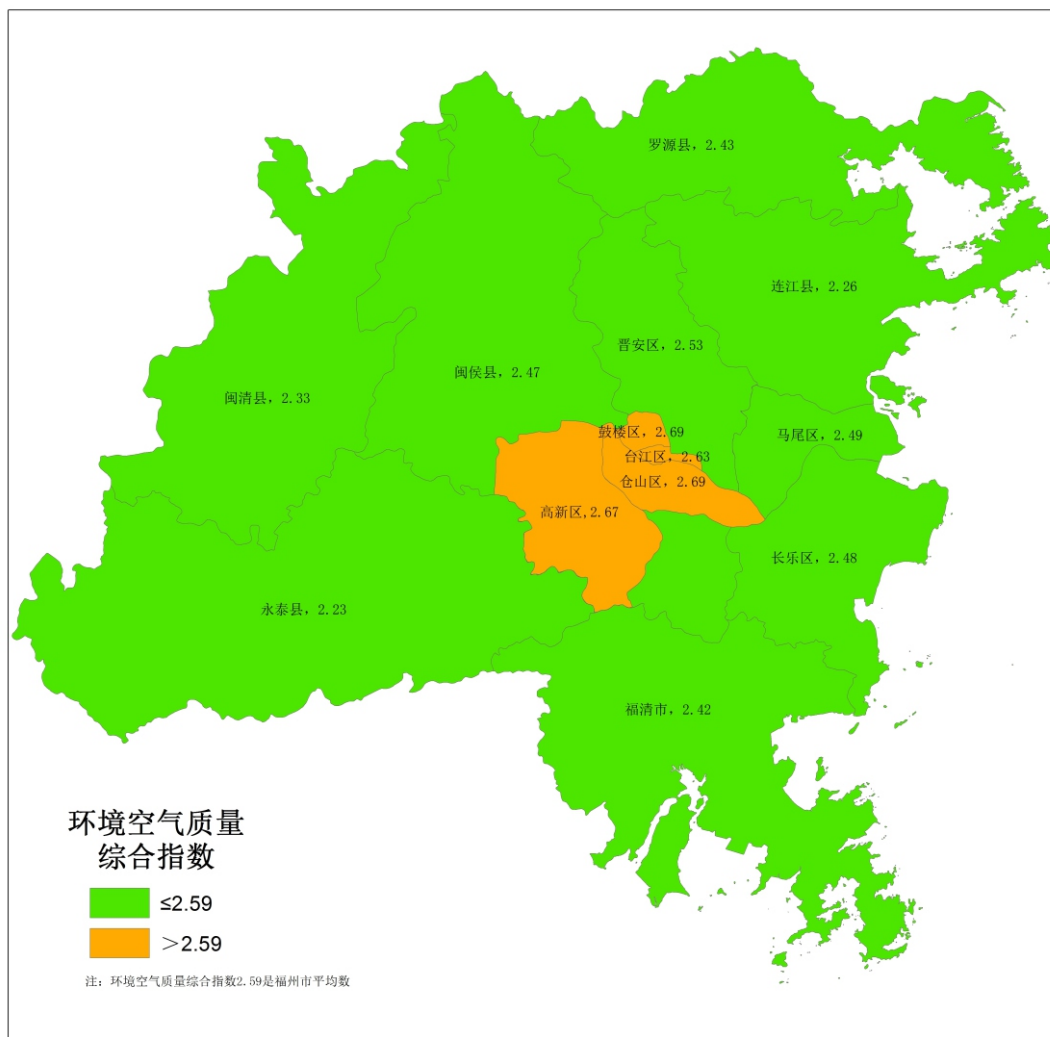 罗源县，2.43
连江县，2.26
晋安区，2.53
闽侯县，2.47
闽清县，2.33
鼓楼区，2.69
马尾区，2.49
台江区，2.63
仓山区，2.69
高新区,2.67
长乐区，2.48
永泰县，2.23
福清市，2.42
环境空气质量
综合指数
≤2.59
＞2.59
注：环境空气质量综合指数2.59是福州市平均数